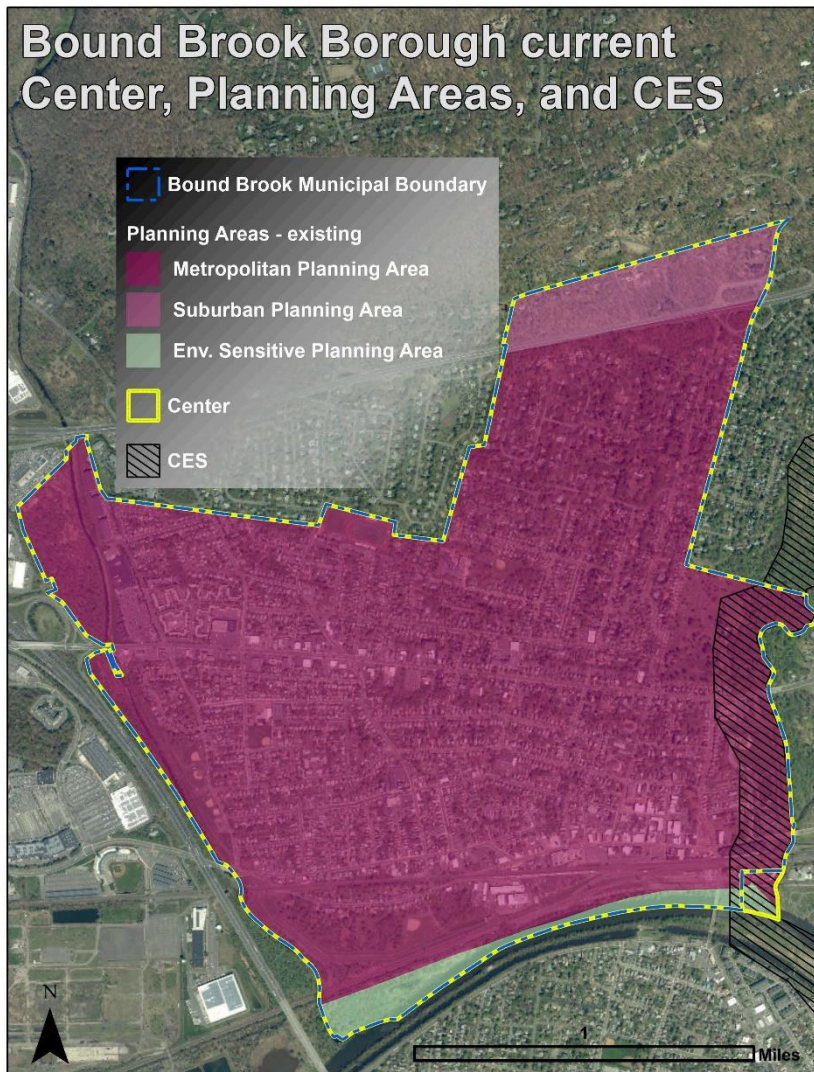 Bound Brook Borough current
Center, Planning Areas, and CES
Bound Brook Municipal Boundary
Planning Areas - existing
Metropolitan Planning Area
Suburban Planning Area
Env. Sensitive Planning Area
Center
CES
N
1
Miles